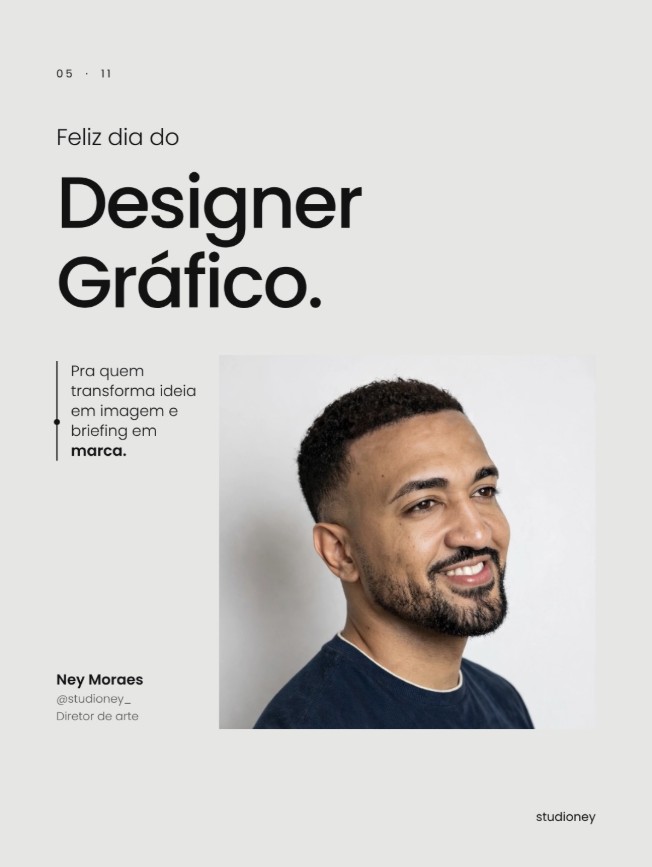 05 · 11
Feliz dia do
Designer
Gráfico.
Pra quem
transforma ideia
em imagem e
briefing em
marca.
Ney Moraes
@studioney_
Diretor de arte
studioney